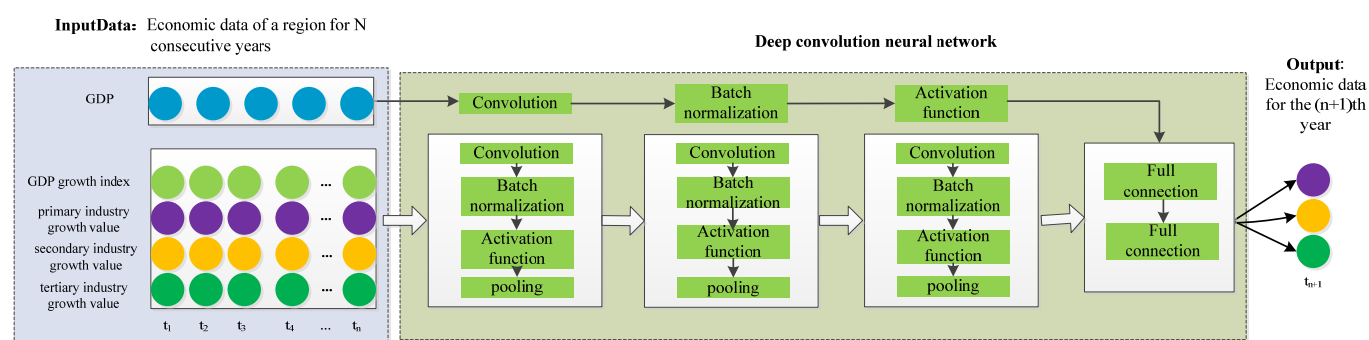 InputData: Economic data of a region for N
consecutive years
Deep convolution neural network
Output:
Economic data
for the (n+1)th
year
GDP
Convolution
Batch
normalization
Activation
function
GDP growth index
...
primary industry
growth value
...
secondary industry
growth value
...
tertiary industry
growth value
...
t1 t2 t3 t4 ... tn
Convolution
Batch
normalization
Activation
function
pooling
Convolution
Batch
normalization
Activation
function
pooling
Convolution
Batch
normalization
Activation
function
pooling
Full
connection
Full
connection
tn+1